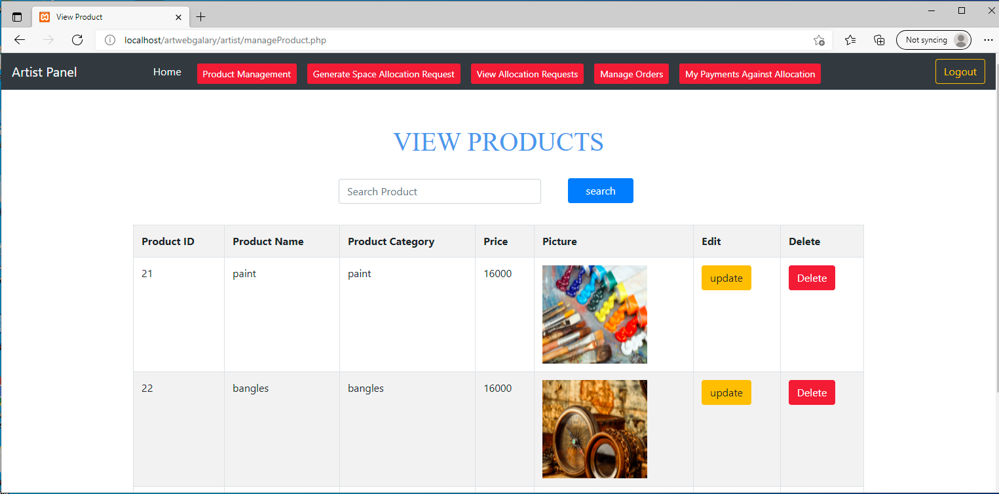 View Product
localhost/artwebgalary/artist/manageProduct.php
Not syncing
Artist Panel
Home
Product Management
Generate Space Allocation Request
View Allocation Requests
Manage Orders
My Payments Against Allocation
Logout
VIEW PRODUCTS
Search Product
search
Product ID Product Name Product Category Price Picture Edit Delete
21 paint paint 16000 update Delete
22 bangles bangles 16000 update Delete